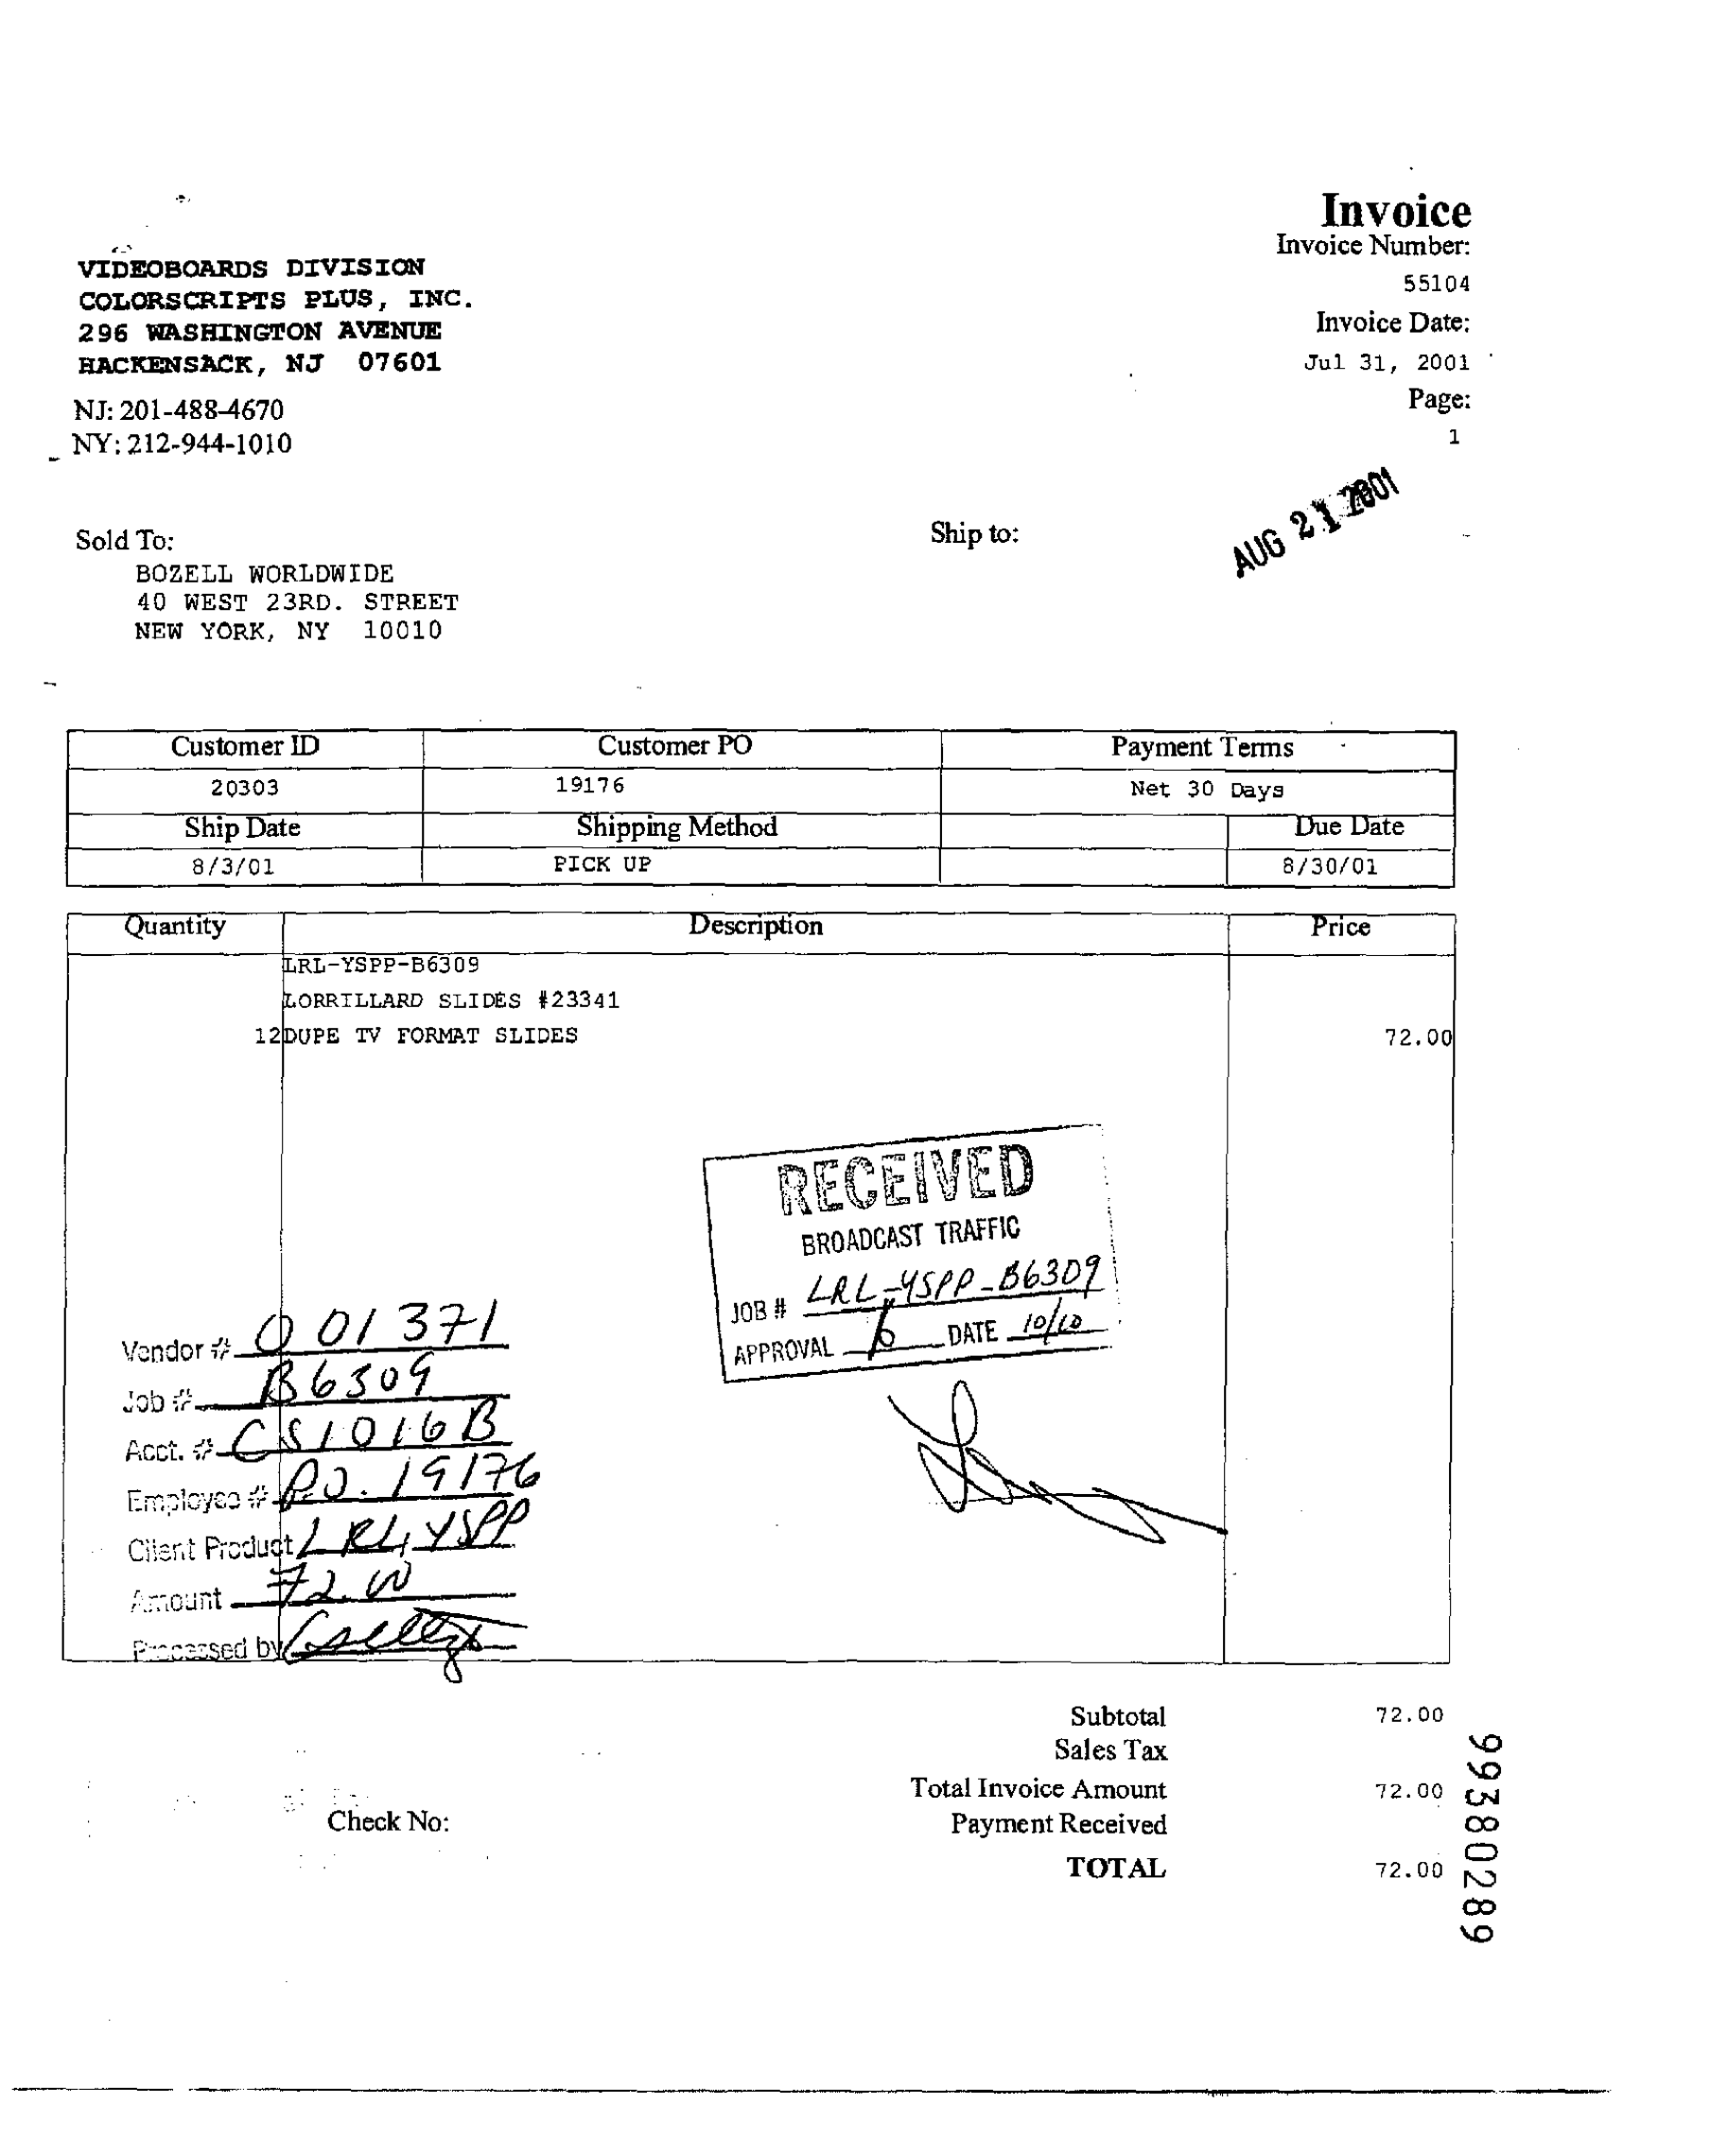 Invoice
Invoice Number:
55104
Invoice Date:
Jul 31, 2001
Page:
1
VIDEOBOARDS DIVISION
COLORSCRIPTS PLUS, INC.
296 WASHINGTON AVENUE
HACKENSACK, NJ 07601
NJ: 201-488-4670
NY: 212-944-1010
AUG 21 2001
Sold To:
BOZELL WORLDWIDE
40 WEST 23RD. STREET
NEW YORK, NY 10010
Ship to:
Customer ID Customer PO Payment Terms
20303 19176 Net 30 Days
Ship Date Shipping Method Due Date
8/3/01 PICK UP 8/30/01
Quantity Description Price
LRL-YSPP-B6309
LORRILLARD SLIDES #23341
12 DUPE TV FORMAT SLIDES 72.00
RECEIVED
BROADCAST TRAFFIC
JOB # LRL-YSPP-B6309
APPROVAL DATE 10/10
Vendor # 001371
Job # B6309
Acct. # CS1016B
Employee # PO. 19176
Client Product LRL, YSPP
Amount 72.00
Processed by
Subtotal 72.00
Sales Tax
Total Invoice Amount 72.00
Check No:
Payment Received
TOTAL 72.00
99380289